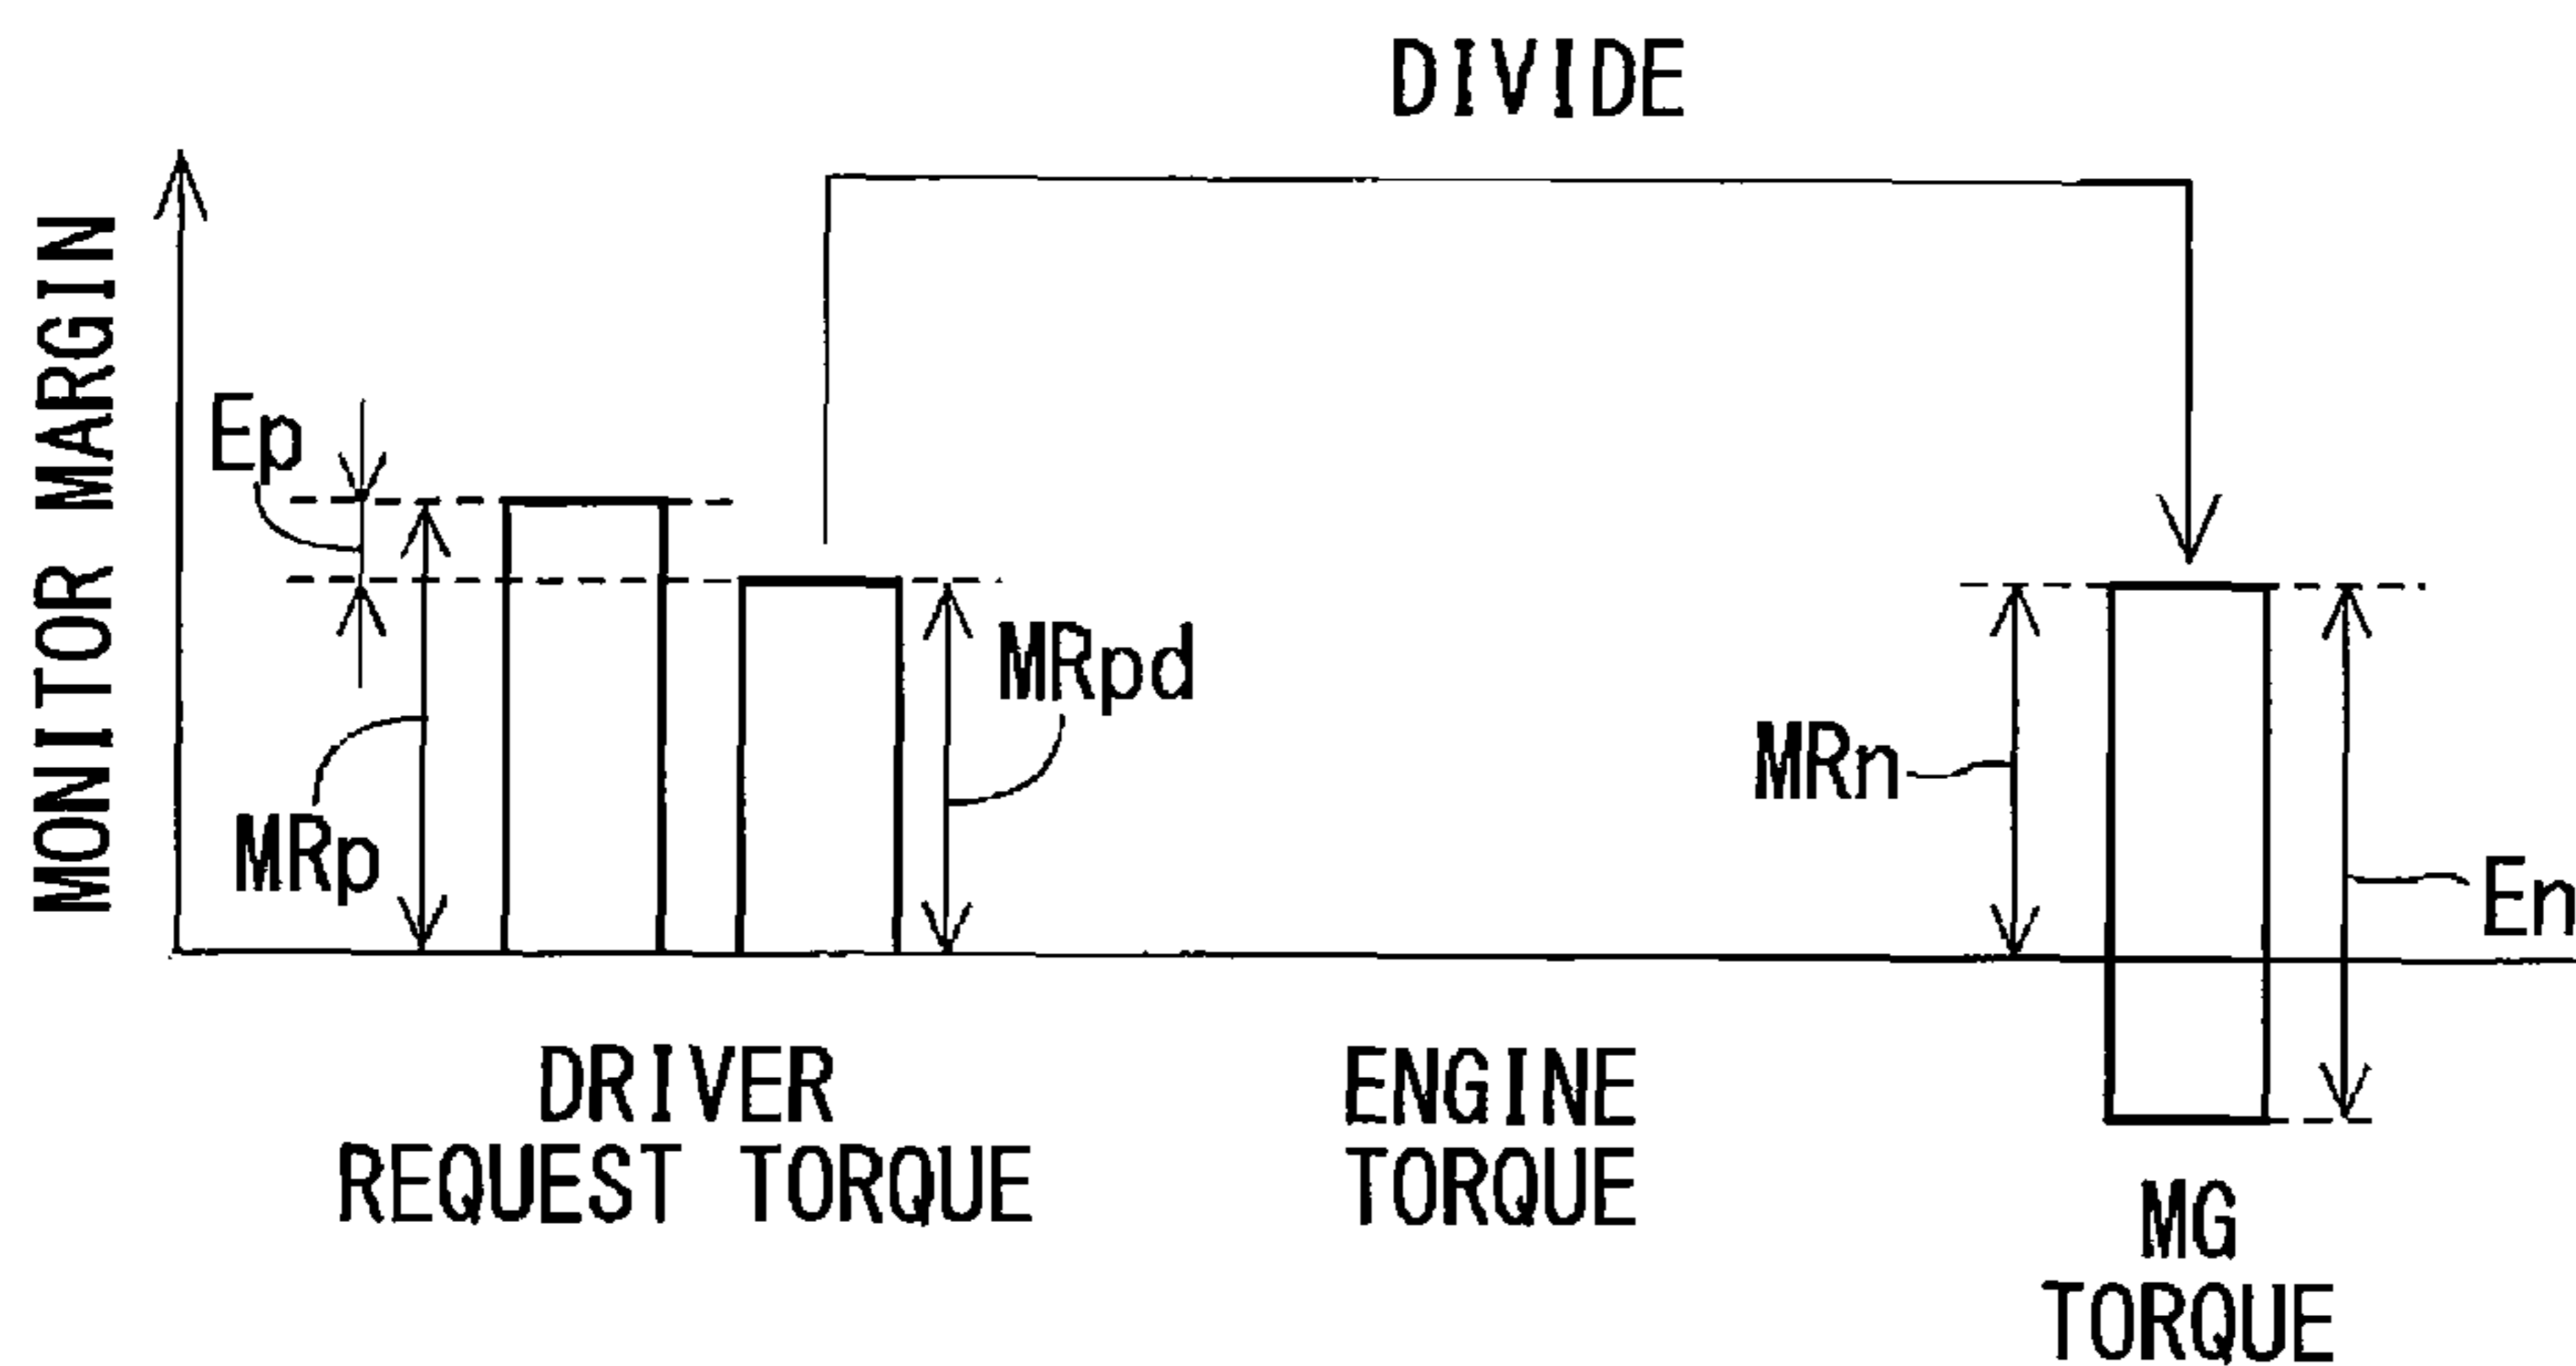 DIVIDE
MONITOR MARGIN
Ep
MRp
MRpd
MRn
En
DRIVER
REQUEST TORQUE
ENGINE
TORQUE
MG
TORQUE